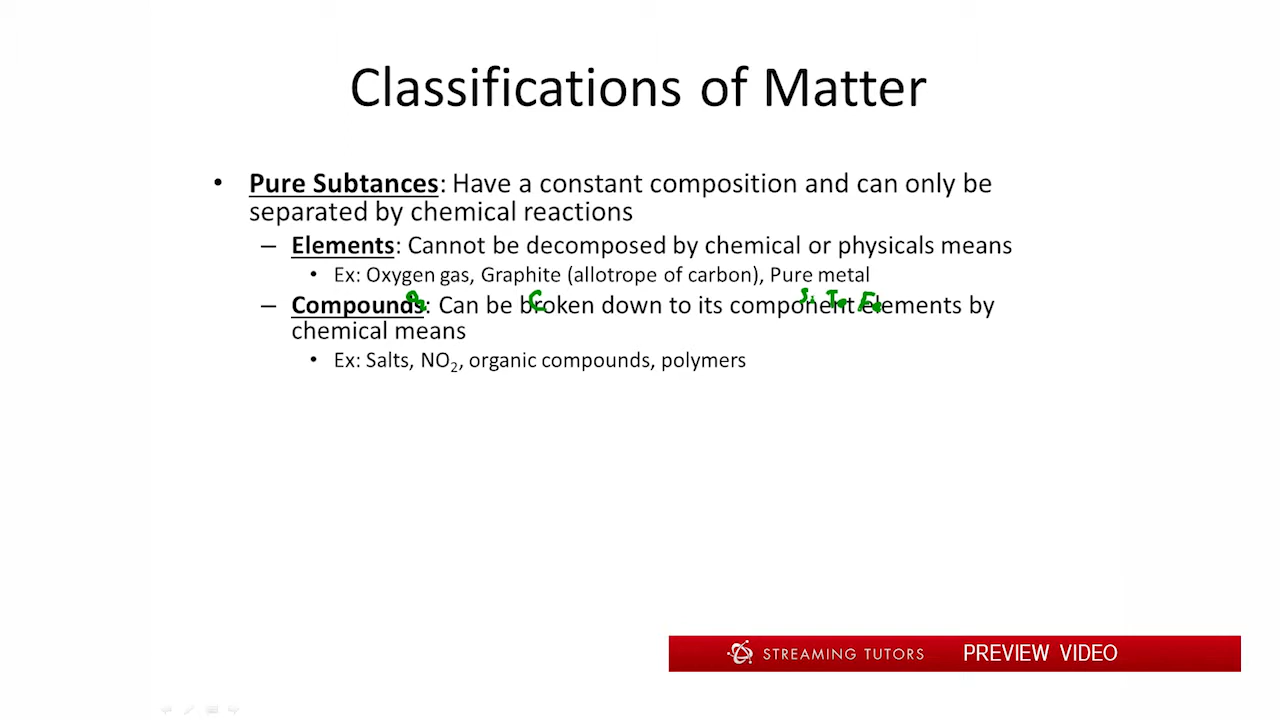 Classifications of Matter
• Pure Subtances: Have a constant composition and can only be
separated by chemical reactions
– Elements: Cannot be decomposed by chemical or physicals means
• Ex: Oxygen gas, Graphite (allotrope of carbon), Pure metal
O₂ C Fe
– Compounds: Can be broken down to its component elements by
chemical means
• Ex: Salts, NO₂, organic compounds, polymers
STREAMING TUTORS PREVIEW VIDEO